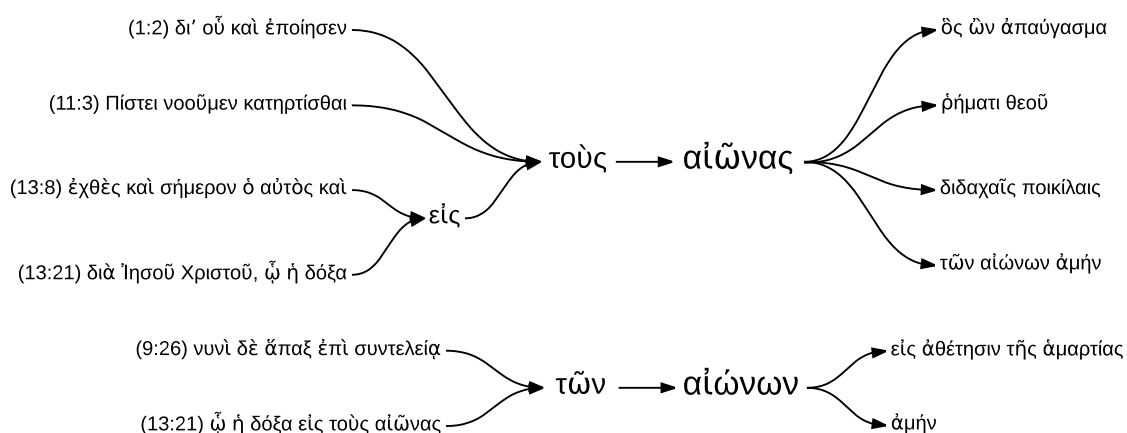 (1:2) δι’ οὗ καὶ ἐποίησεν
(11:3) Πίστει νοοῦμεν κατηρτίσθαι
(13:8) ἐχθὲς καὶ σήμερον ὁ αὐτὸς καὶ
(13:21) διὰ Ἰησοῦ Χριστοῦ, ᾧ ἡ δόξα
εἰς
τοὺς
αἰῶνας
ὃς ὢν ἀπαύγασμα
ῥήματι θεοῦ
διδαχαῖς ποικίλαις
τῶν αἰώνων ἀμήν
(9:26) νυνὶ δὲ ἅπαξ ἐπὶ συντελείᾳ
(13:21) ᾧ ἡ δόξα εἰς τοὺς αἰῶνας
τῶν
αἰώνων
εἰς ἀθέτησιν τῆς ἁμαρτίας
ἀμήν